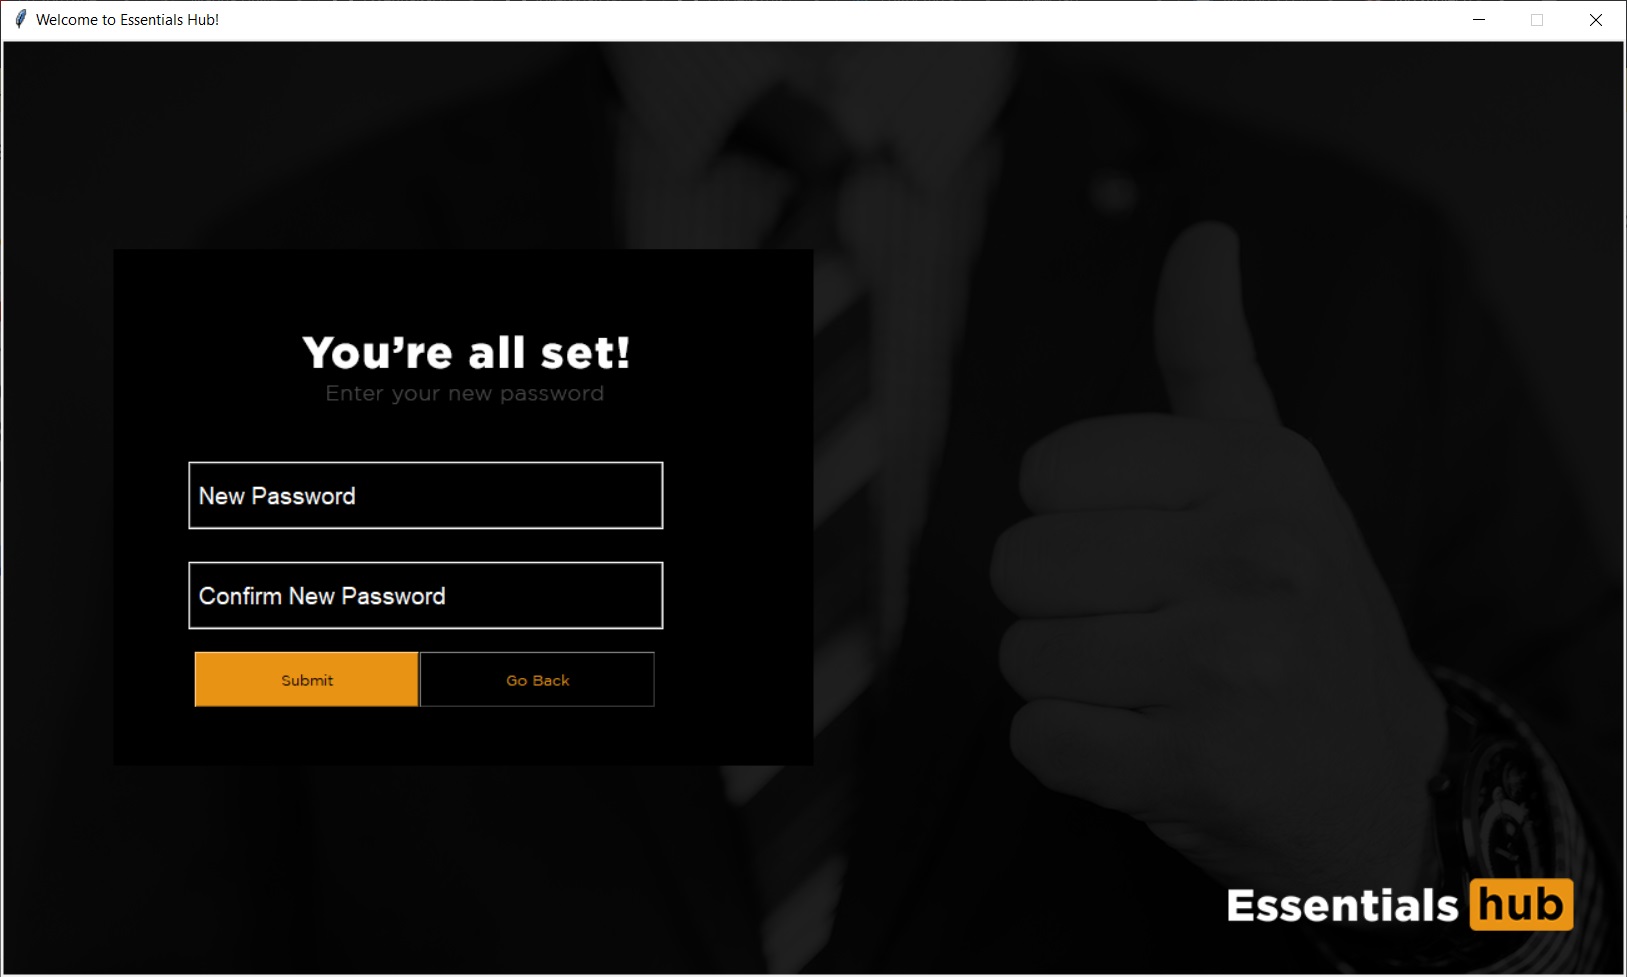 Welcome to Essentials Hub!
You’re all set!
Enter your new password
New Password
Confirm New Password
Submit
Go Back
Essentials hub